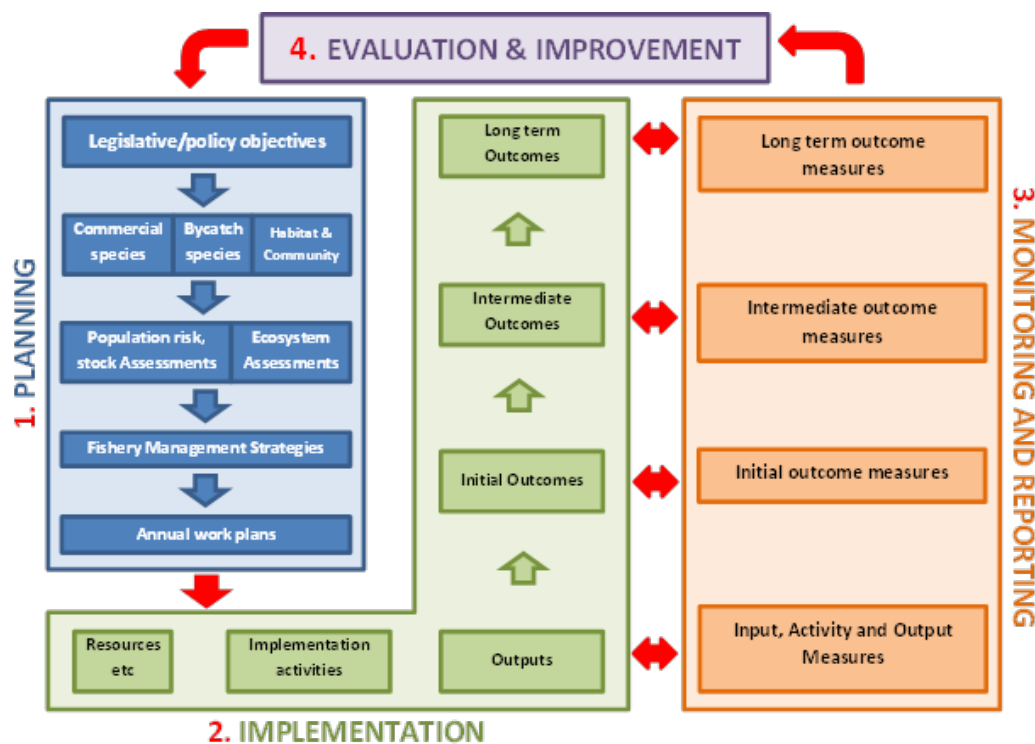 4. EVALUATION & IMPROVEMENT
1. PLANNING
Legislative/policy objectives
Commercial
species
Bycatch
species
Habitat &
Community
Population risk,
stock Assessments
Ecosystem
Assessments
Fishery Management Strategies
Annual work plans
Resources
etc
Implementation
activities
Outputs
Initial Outcomes
Intermediate
Outcomes
Long term
Outcomes
2. IMPLEMENTATION
Long term outcome
measures
Intermediate outcome
measures
Initial outcome measures
Input, Activity and Output
Measures
3. MONITORING AND REPORTING